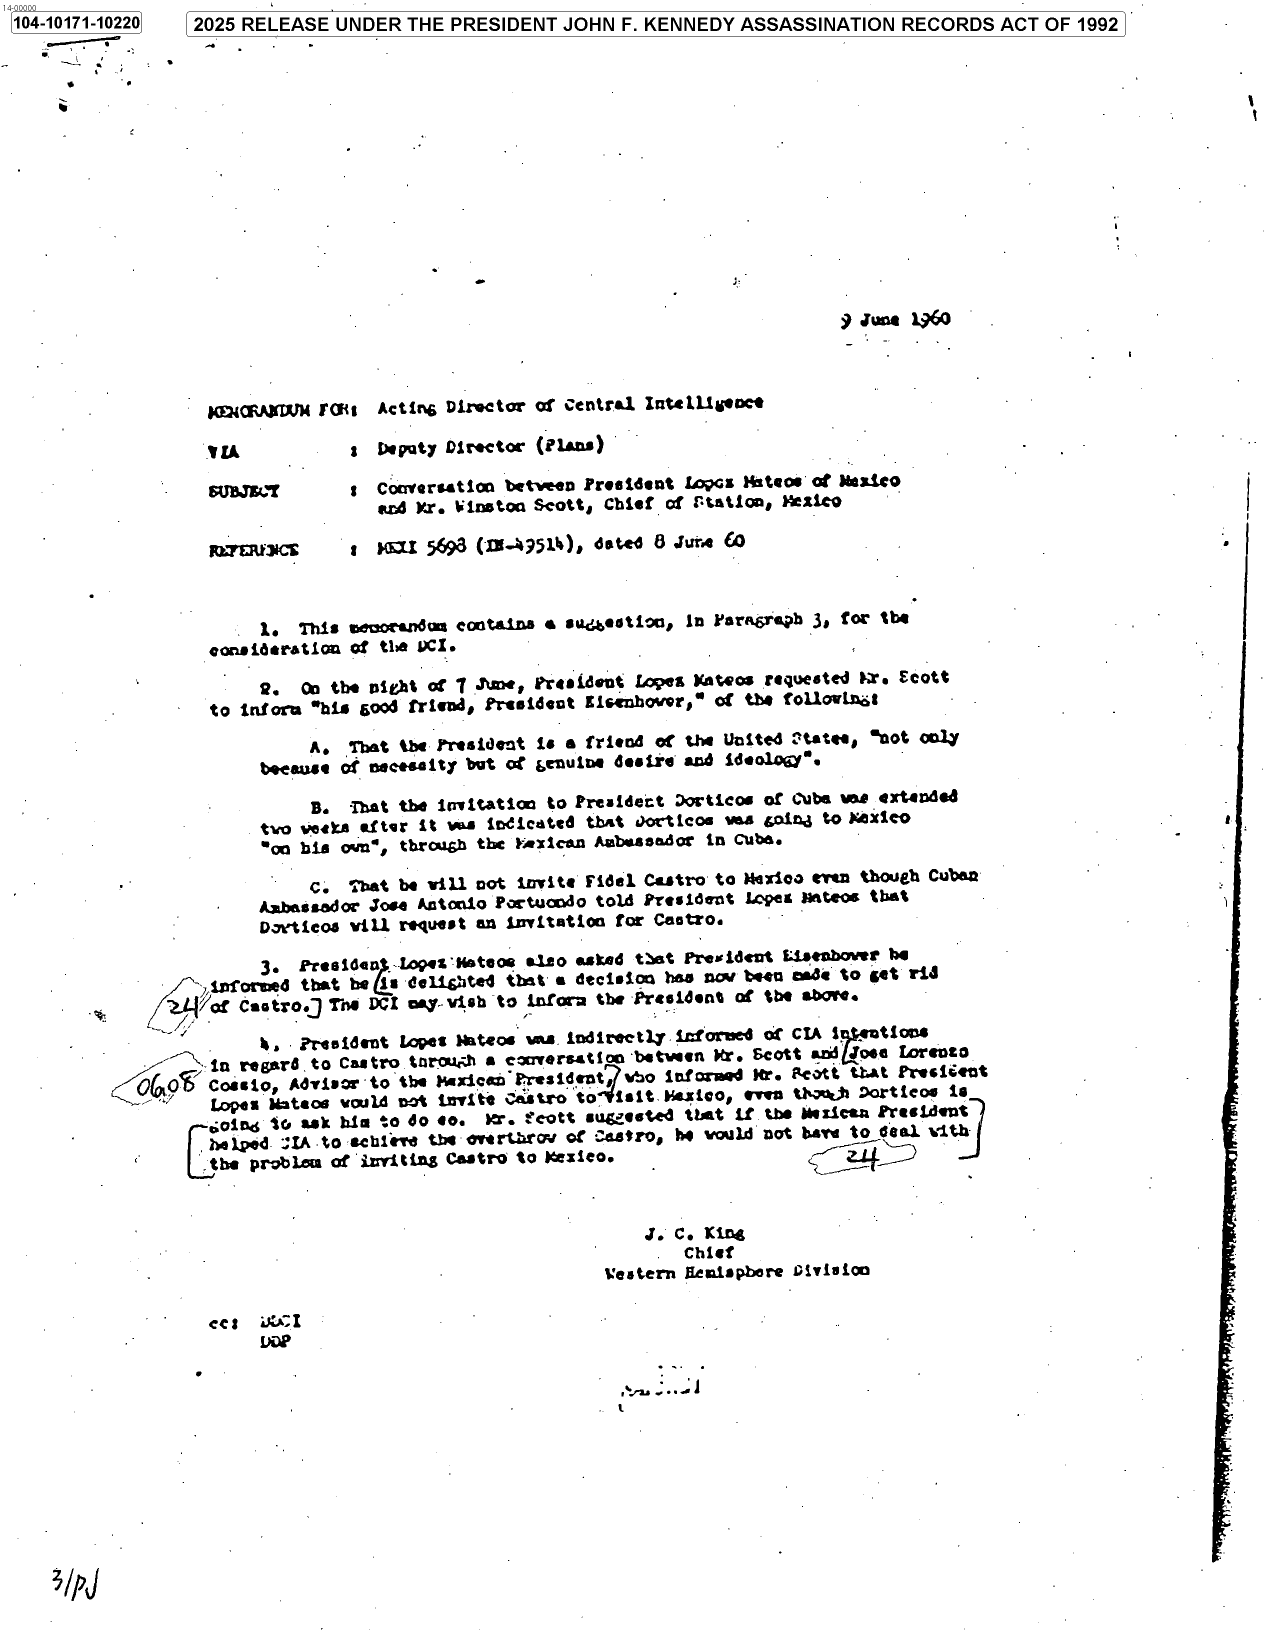 14-00000
104-10171-10220
2025 RELEASE UNDER THE PRESIDENT JOHN F. KENNEDY ASSASSINATION RECORDS ACT OF 1992
9 June 1960
MEMORANDUM FOR: Acting Director of Central Intelligence
VIA : Deputy Director (Plans)
SUBJECT : Conversation between President Lopez Mateos of Mexico
and Mr. Winston Scott, Chief of Station, Mexico
REFERENCE : MEXI 5698 (IN-49514), dated 8 June 60
1. This memorandum contains a suggestion, in Paragraph 3, for the
consideration of the DCI.
2. On the night of 7 June, President Lopez Mateos requested Mr. Scott
to inform "his good friend, President Eisenhower," of the following:
A. That the President is a friend of the United States, "not only
because of necessity but of genuine desire and ideology".
B. That the invitation to President Dorticos of Cuba was extended
two weeks after it was indicated that Dorticos was going to Mexico
"on his own", through the Mexican Ambassador in Cuba.
C. That he will not invite Fidel Castro to Mexico even though Cuban
Ambassador Jose Antonio Portuondo told President Lopez Mateos that
Dorticos will request an invitation for Castro.
3. President Lopez Mateos also asked that President Eisenhower be
informed that he [is delighted that a decision has now been made to get rid
24 of Castro.] The DCI may wish to inform the President of the above.
4. President Lopez Mateos was indirectly informed of CIA intentions
in regard to Castro through a conversation between Mr. Scott and [Jose Lorenzo
0608 Cossio, Advisor to the Mexican President,] who informed Mr. Scott that President
Lopez Mateos would not invite Castro to visit Mexico, even though Dorticos is
going to ask him to do so. Mr. Scott suggested that if the Mexican President
[helped CIA to achieve the overthrow of Castro, he would not have to deal with
the problem of inviting Castro to Mexico.] 24
J. C. King
Chief
Western Hemisphere Division
cc: DDCI
DDP
3/PJ